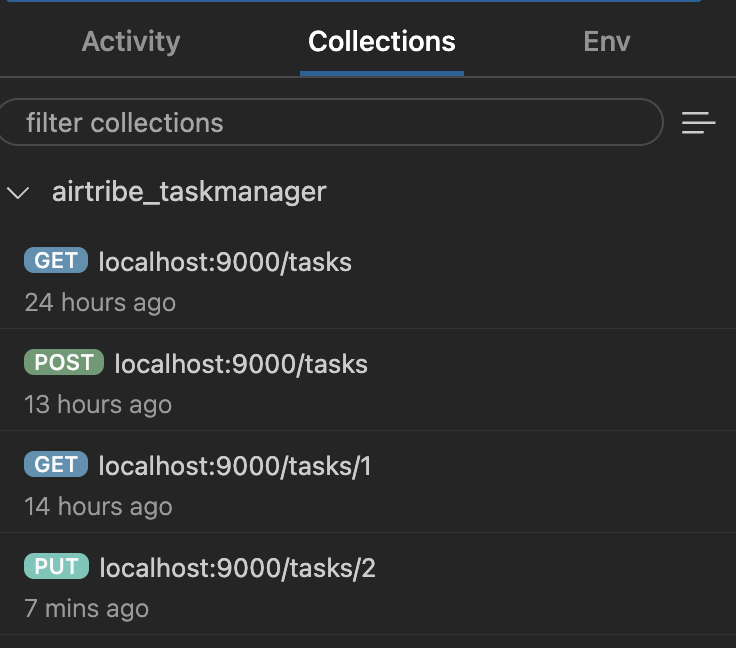 Activity Collections Env
filter collections
airtribe_taskmanager
GET localhost:9000/tasks
24 hours ago
POST localhost:9000/tasks
13 hours ago
GET localhost:9000/tasks/1
14 hours ago
PUT localhost:9000/tasks/2
7 mins ago